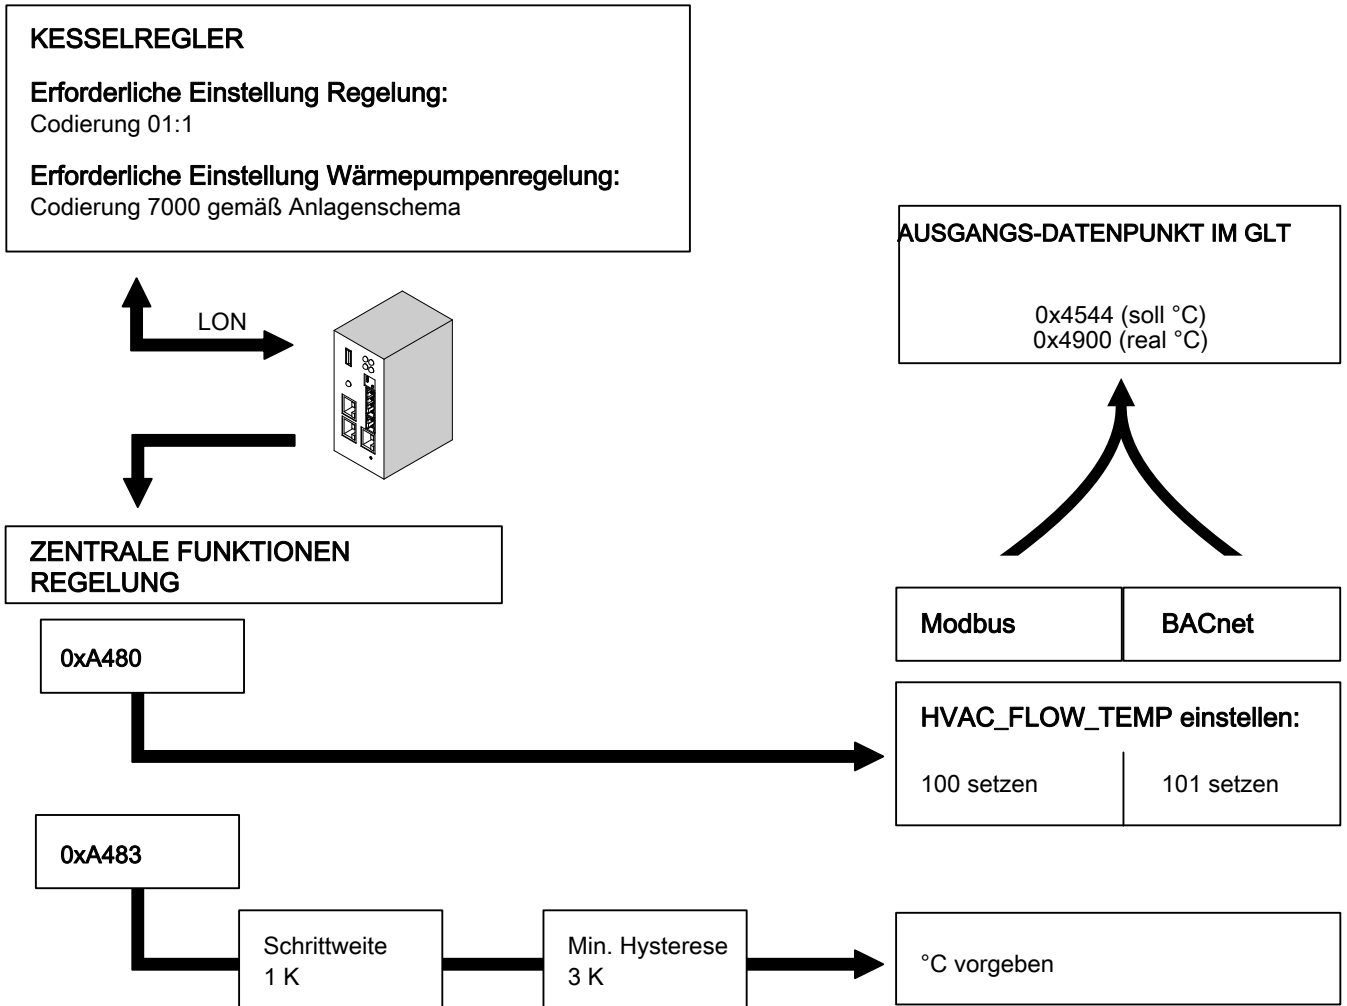 KESSELREGLER
Erforderliche Einstellung Regelung:
Codierung 01:1
Erforderliche Einstellung Wärmepumpenregelung:
Codierung 7000 gemäß Anlagenschema
LON
ZENTRALE FUNKTIONEN
REGELUNG
AUSGANGS-DATENPUNKT IM GLT
0x4544 (soll °C)
0x4900 (real °C)
Modbus
BACnet
0xA480
HVAC_FLOW_TEMP einstellen:
100 setzen
101 setzen
0xA483
Schrittweite
1 K
Min. Hysterese
3 K
°C vorgeben